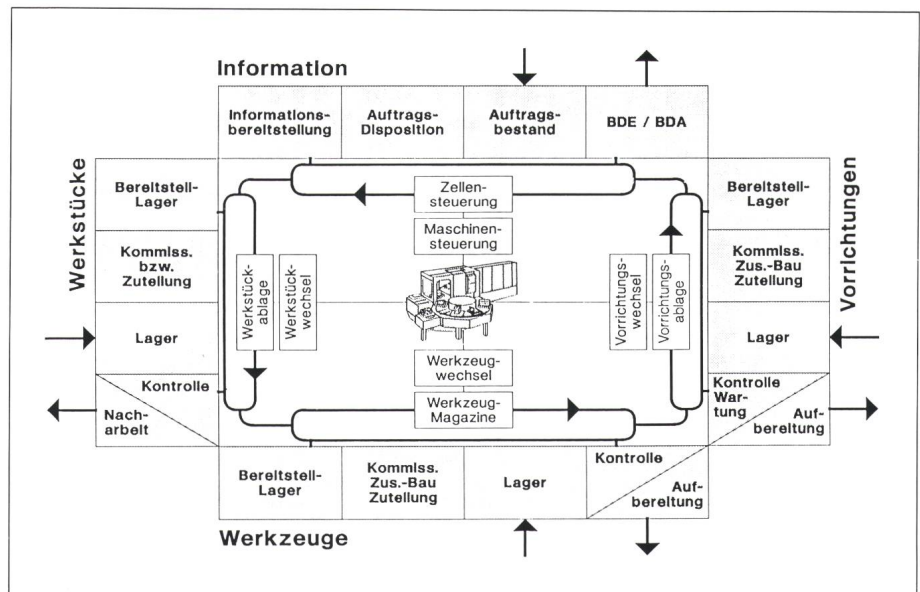 Information
Informations-
bereitstellung
Auftrags-
Disposition
Auftrags-
bestand
BDE / BDA
Werkstücke
Bereitstell-
Lager
Kommiss.
bzw.
Zuteilung
Lager
Kontrolle
Nach-
arbeit
Zellen-
steuerung
Maschinen-
steuerung
Werkstück-
ablage
Werkstück-
wechsel
Vorrichtungs-
wechsel
Vorrichtungs-
ablage
Werkzeug-
wechsel
Werkzeug-
Magazine
Vorrichtungen
Bereitstell-
Lager
Kommiss.
Zus.-Bau
Zuteilung
Lager
Kontrolle
War-
tung
Auf-
bereitung
Bereitstell-
Lager
Kommiss.
Zus.-Bau
Zuteilung
Lager
Kontrolle
Auf-
bereitung
Werkzeuge